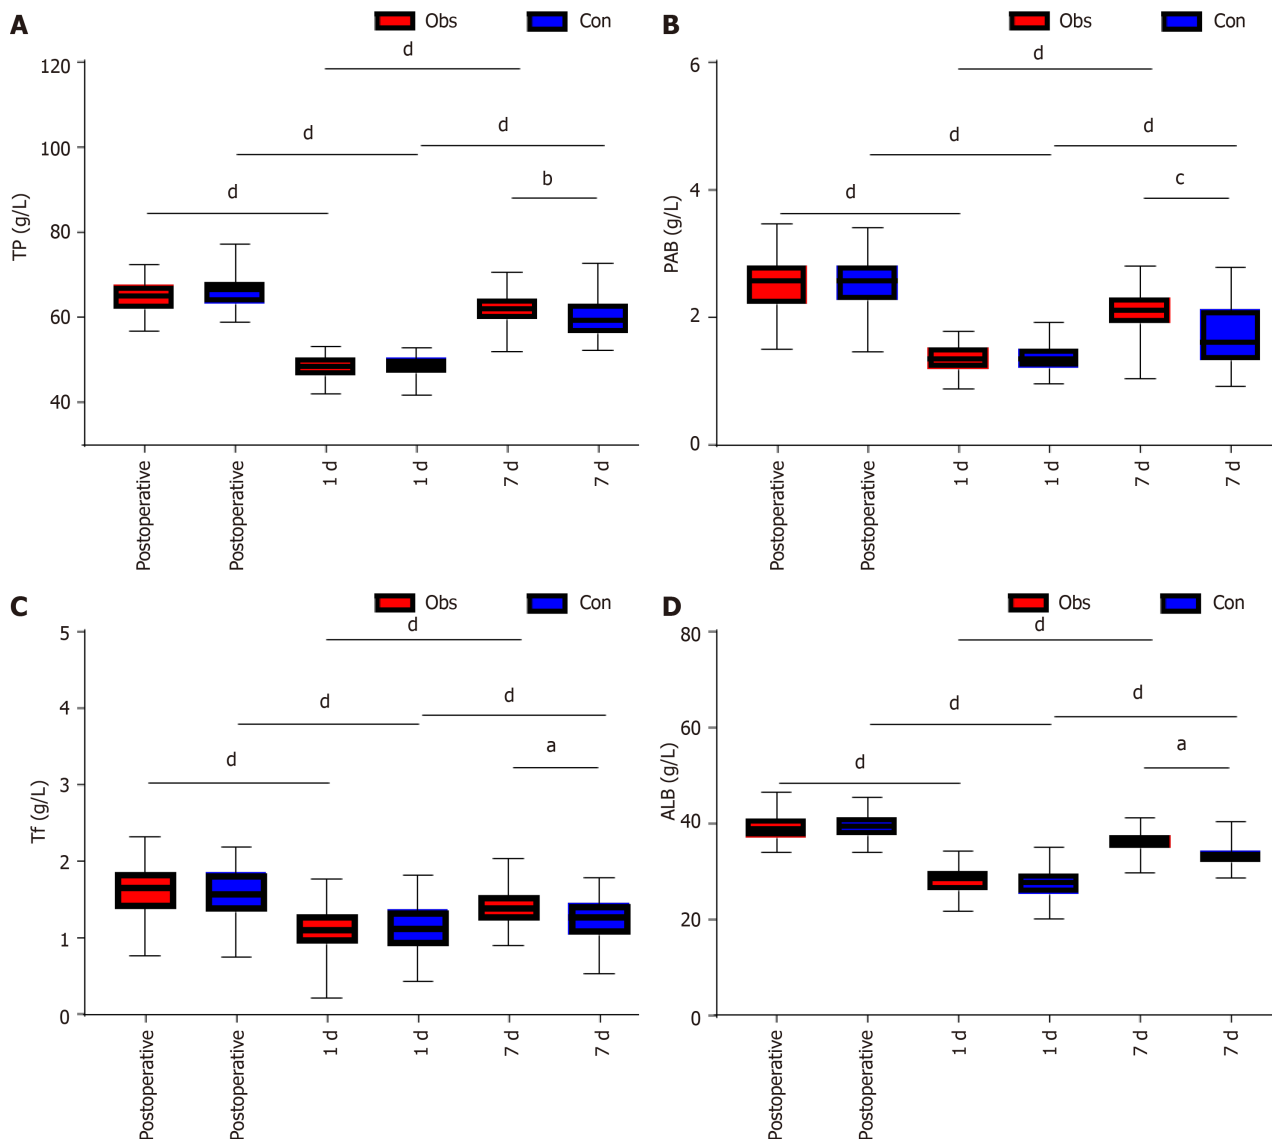 A
Obs Con
d
d
d
d
b
TP (g/L)
120
100
80
60
40
Postoperative
Postoperative
1 d
1 d
7 d
7 d
B
Obs Con
d
d
d
d
c
PAB (g/L)
6
4
2
0
Postoperative
Postoperative
1 d
1 d
7 d
7 d
C
Obs Con
d
d
d
d
a
Tf (g/L)
5
4
3
2
1
0
Postoperative
Postoperative
1 d
1 d
7 d
7 d
D
Obs Con
d
d
d
d
a
ALB (g/L)
80
60
40
20
0
Postoperative
Postoperative
1 d
1 d
7 d
7 d